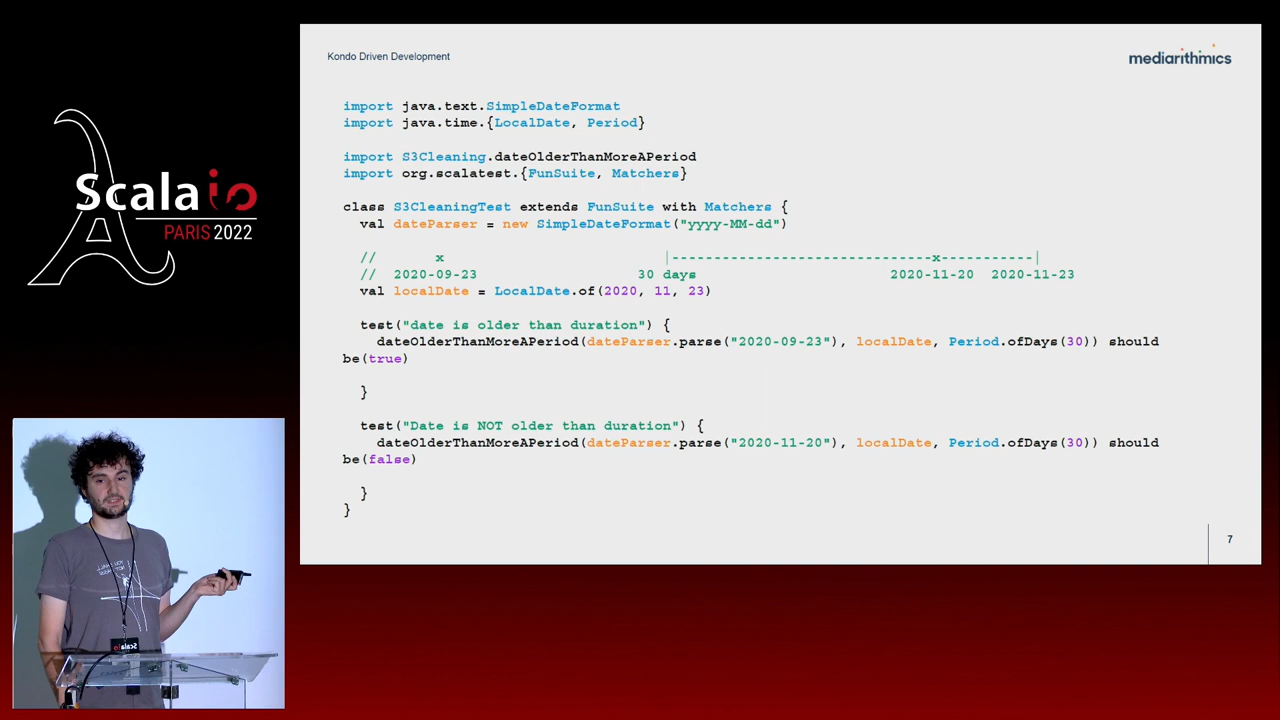 Kondo Driven Development
mediarithmics
import java.text.SimpleDateFormat
import java.time.{LocalDate, Period}
import S3Cleaning.dateOlderThanMoreAPeriod
import org.scalatest.{FunSuite, Matchers}
class S3CleaningTest extends FunSuite with Matchers {
val dateParser = new SimpleDateFormat("yyyy-MM-dd")
// x |-------------------------------x-----------|
// 2020-09-23 30 days 2020-11-20 2020-11-23
val localDate = LocalDate.of(2020, 11, 23)
test("date is older than duration") {
dateOlderThanMoreAPeriod(dateParser.parse("2020-09-23"), localDate, Period.ofDays(30)) should
be(true)
}
test("Date is NOT older than duration") {
dateOlderThanMoreAPeriod(dateParser.parse("2020-11-20"), localDate, Period.ofDays(30)) should
be(false)
}
}
7
Scala io
PARIS 2022